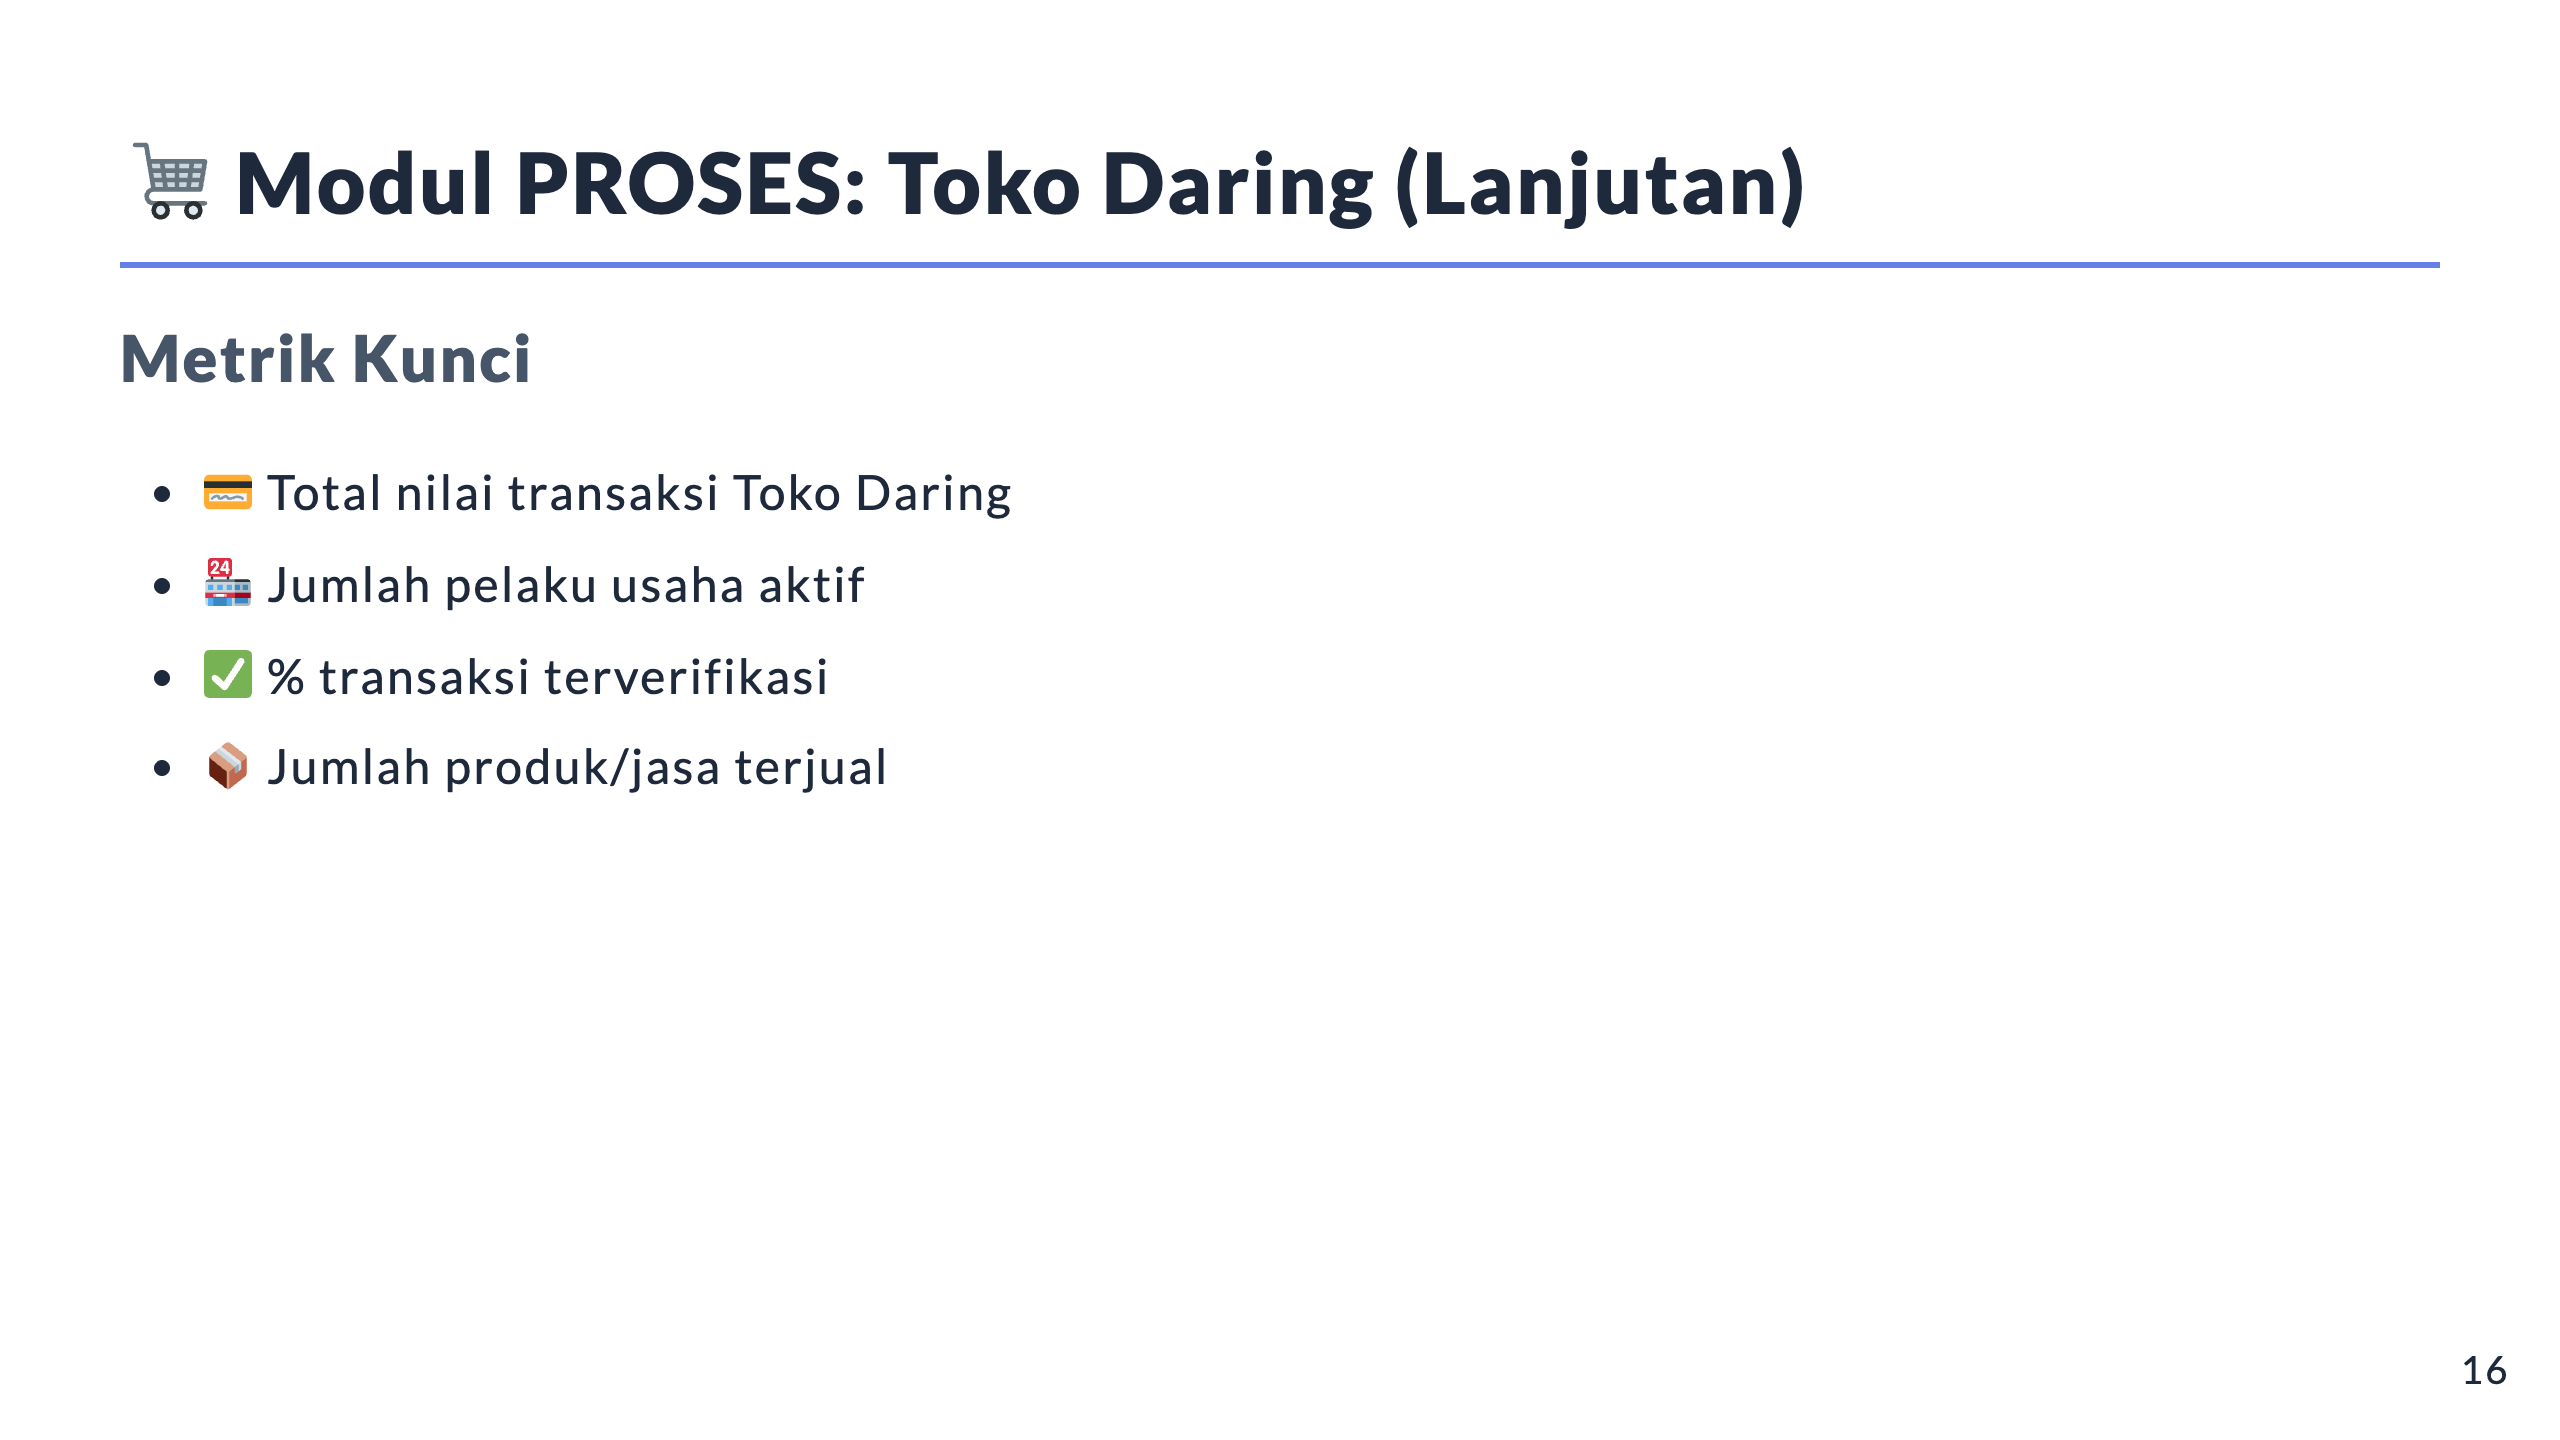 🛒 Modul PROSES: Toko Daring (Lanjutan)
Metrik Kunci
• 💳 Total nilai transaksi Toko Daring
• 🏪 Jumlah pelaku usaha aktif
• ✅ % transaksi terverifikasi
• 📦 Jumlah produk/jasa terjual
16